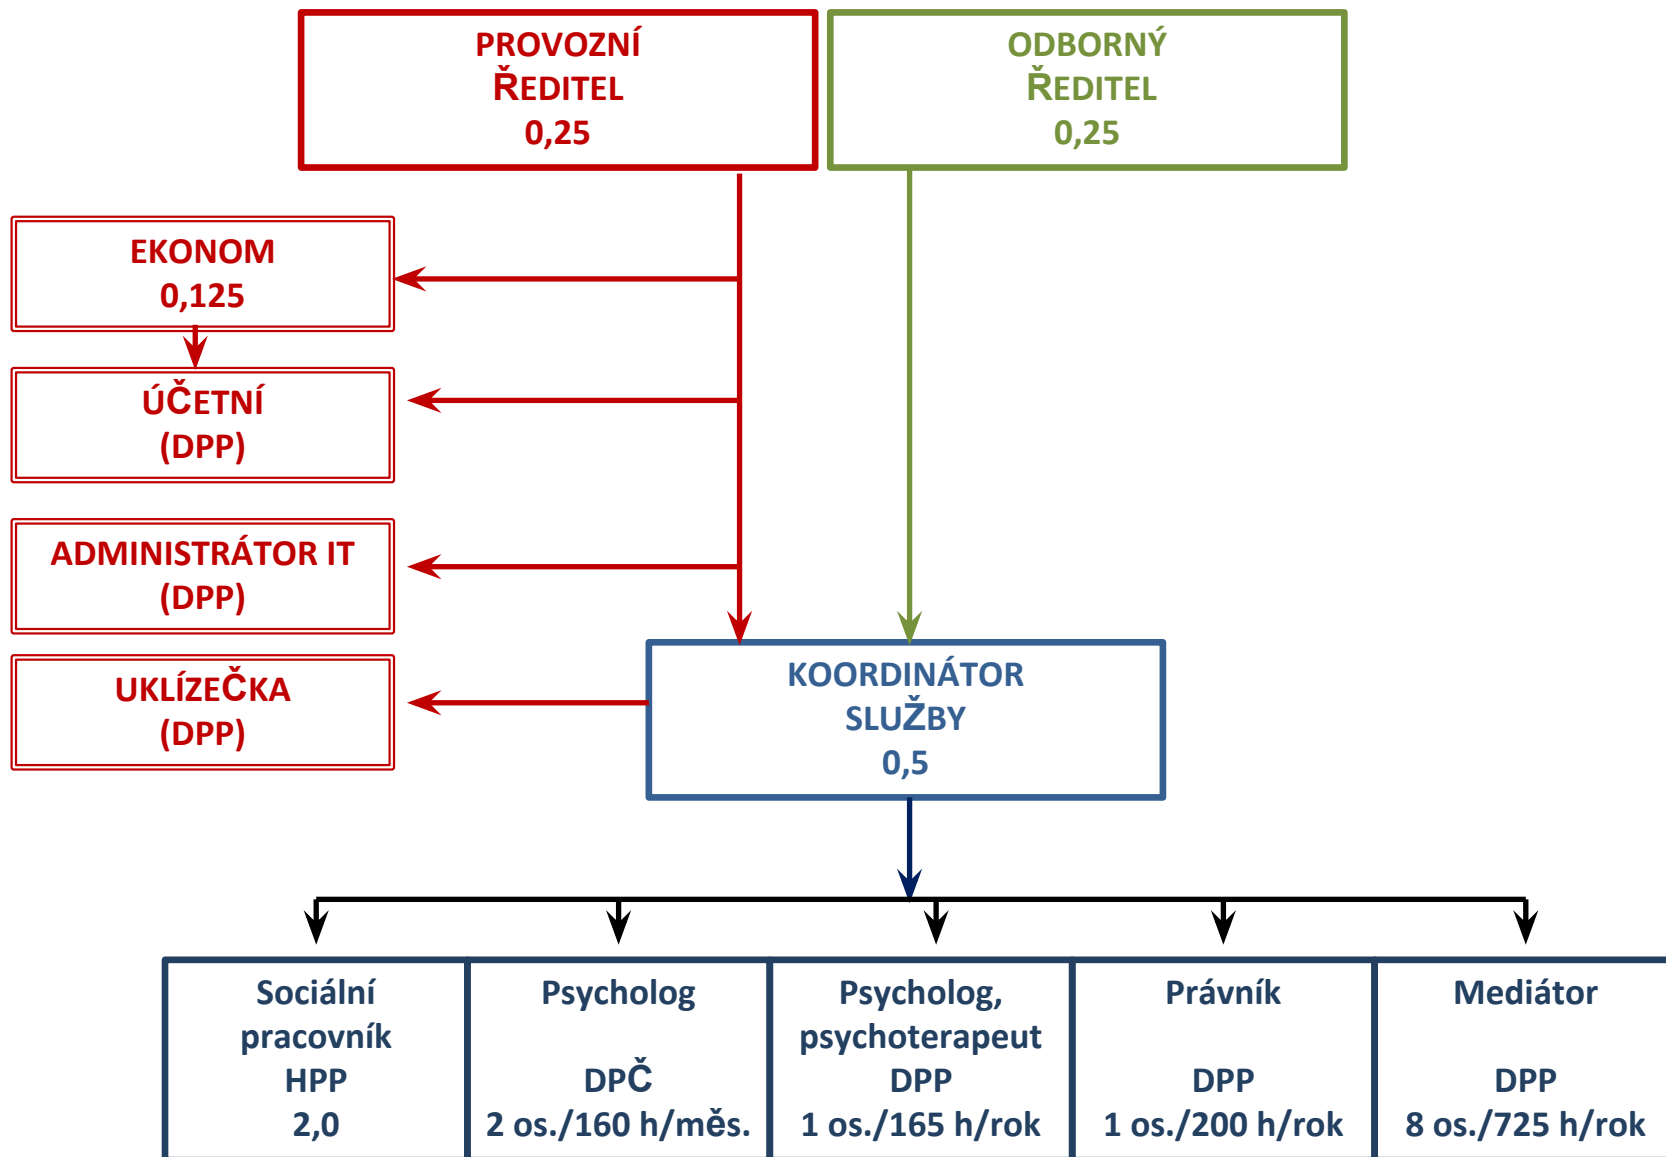 PROVOZNÍ
ŘEDITEL
0,25
ODBORNÝ
ŘEDITEL
0,25
EKONOM
0,125
ÚČETNÍ
(DPP)
ADMINISTRÁTOR IT
(DPP)
UKLÍZEČKA
(DPP)
KOORDINÁTOR
SLUŽBY
0,5
Sociální
pracovník
HPP
2,0
Psycholog
DPČ
2 os./160 h/měs.
Psycholog,
psychoterapeut
DPP
1 os./165 h/rok
Právník
DPP
1 os./200 h/rok
Mediátor
DPP
8 os./725 h/rok